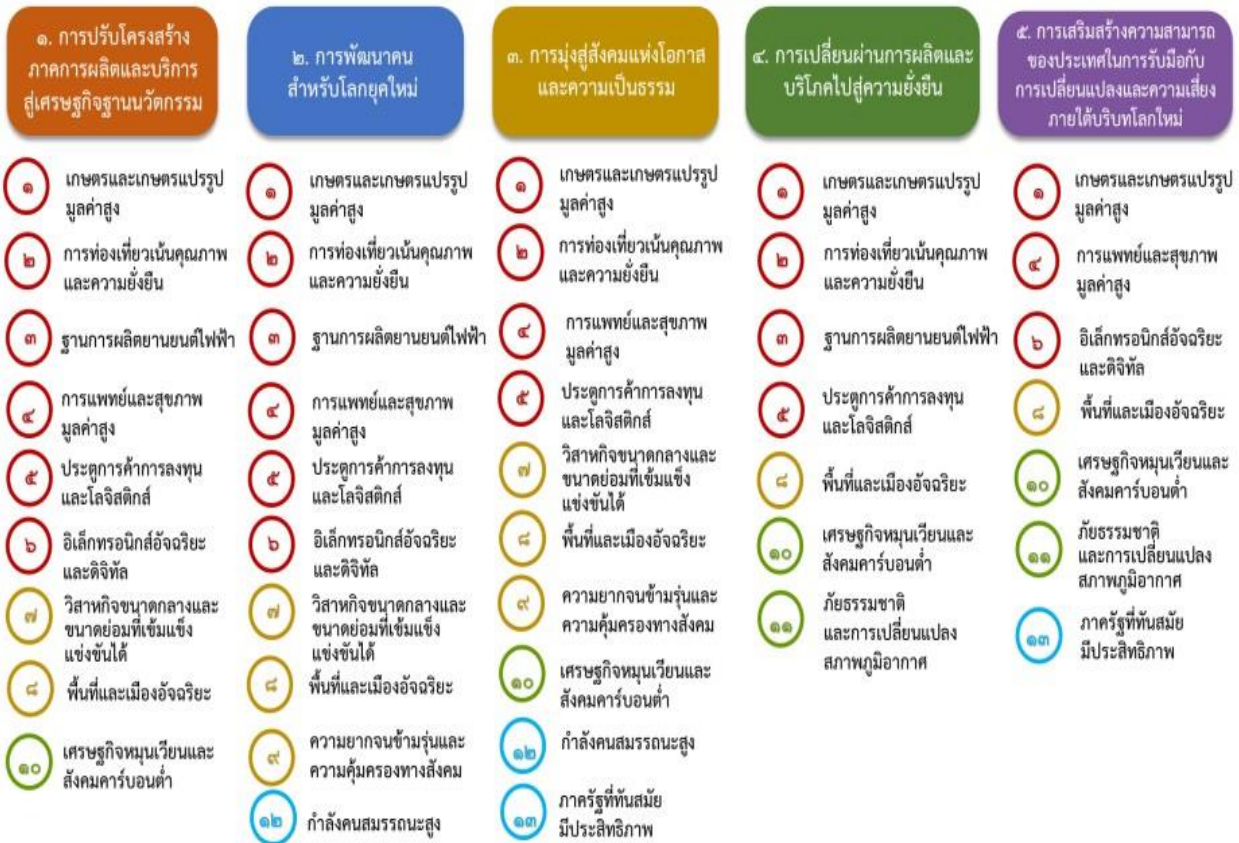 ๑. การปรับโครงสร้าง
ภาคการผลิตและบริการ
สู่เศรษฐกิจฐานนวัตกรรม
๑
เกษตรและเกษตรแปรรูป
มูลค่าสูง
๒
การท่องเที่ยวเน้นคุณภาพ
และความยั่งยืน
๓
ฐานการผลิตยานยนต์ไฟฟ้า
๔
การแพทย์และสุขภาพ
มูลค่าสูง
๕
ประตูการค้าการลงทุน
และโลจิสติกส์
๖
อิเล็กทรอนิกส์อัจฉริยะ
และดิจิทัล
๗
วิสาหกิจขนาดกลางและ
ขนาดย่อมที่เข้มแข็ง
แข่งขันได้
๘
พื้นที่และเมืองอัจฉริยะ
๑๐
เศรษฐกิจหมุนเวียนและ
สังคมคาร์บอนต่ำ
๒. การพัฒนาคน
สำหรับโลกยุคใหม่
๑
เกษตรและเกษตรแปรรูป
มูลค่าสูง
๒
การท่องเที่ยวเน้นคุณภาพ
และความยั่งยืน
๓
ฐานการผลิตยานยนต์ไฟฟ้า
๔
การแพทย์และสุขภาพ
มูลค่าสูง
๕
ประตูการค้าการลงทุน
และโลจิสติกส์
๖
อิเล็กทรอนิกส์อัจฉริยะ
และดิจิทัล
๗
วิสาหกิจขนาดกลางและ
ขนาดย่อมที่เข้มแข็ง
แข่งขันได้
๘
พื้นที่และเมืองอัจฉริยะ
๙
ความยากจนข้ามรุ่นและ
ความคุ้มครองทางสังคม
๑๒
กำลังคนสมรรถนะสูง
๓. การมุ่งสู่สังคมแห่งโอกาส
และความเป็นธรรม
๑
เกษตรและเกษตรแปรรูป
มูลค่าสูง
๒
การท่องเที่ยวเน้นคุณภาพ
และความยั่งยืน
๔
การแพทย์และสุขภาพ
มูลค่าสูง
๕
ประตูการค้าการลงทุน
และโลจิสติกส์
๗
วิสาหกิจขนาดกลางและ
ขนาดย่อมที่เข้มแข็ง
แข่งขันได้
๘
พื้นที่และเมืองอัจฉริยะ
๙
ความยากจนข้ามรุ่นและ
ความคุ้มครองทางสังคม
๑๐
เศรษฐกิจหมุนเวียนและ
สังคมคาร์บอนต่ำ
๑๒
กำลังคนสมรรถนะสูง
๑๓
ภาครัฐที่ทันสมัย
มีประสิทธิภาพ
๔. การเปลี่ยนผ่านการผลิตและ
บริโภคไปสู่ความยั่งยืน
๑
เกษตรและเกษตรแปรรูป
มูลค่าสูง
๒
การท่องเที่ยวเน้นคุณภาพ
และความยั่งยืน
๓
ฐานการผลิตยานยนต์ไฟฟ้า
๕
ประตูการค้าการลงทุน
และโลจิสติกส์
๘
พื้นที่และเมืองอัจฉริยะ
๑๐
เศรษฐกิจหมุนเวียนและ
สังคมคาร์บอนต่ำ
๑๑
ภัยธรรมชาติ
และการเปลี่ยนแปลง
สภาพภูมิอากาศ
๕. การเสริมสร้างความสามารถ
ของประเทศในการรับมือกับ
การเปลี่ยนแปลงและความเสี่ยง
ภายใต้บริบทโลกใหม่
๑
เกษตรและเกษตรแปรรูป
มูลค่าสูง
๔
การแพทย์และสุขภาพ
มูลค่าสูง
๖
อิเล็กทรอนิกส์อัจฉริยะ
และดิจิทัล
๘
พื้นที่และเมืองอัจฉริยะ
๑๐
เศรษฐกิจหมุนเวียนและ
สังคมคาร์บอนต่ำ
๑๑
ภัยธรรมชาติ
และการเปลี่ยนแปลง
สภาพภูมิอากาศ
๑๓
ภาครัฐที่ทันสมัย
มีประสิทธิภาพ